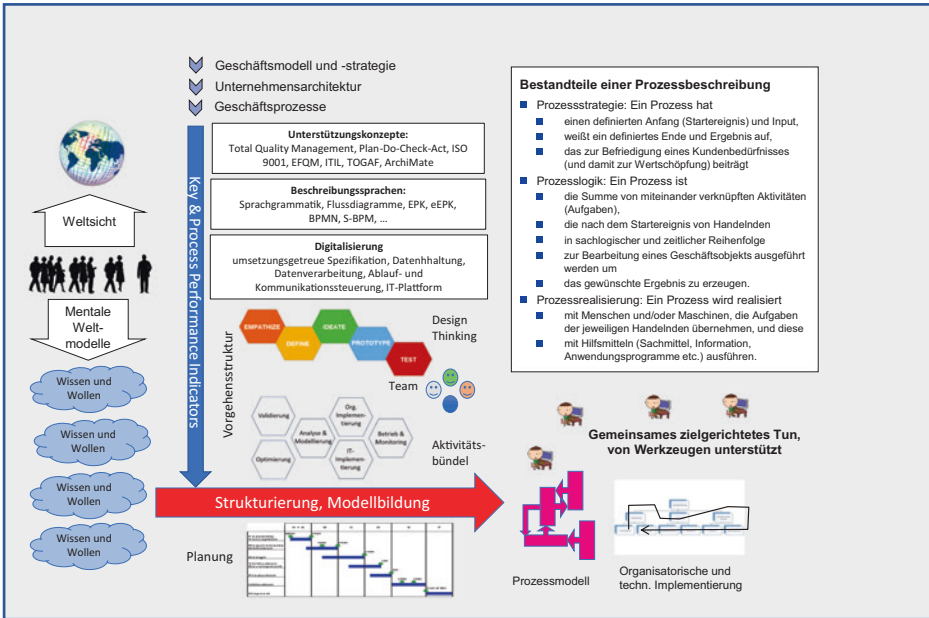 Geschäftsmodell und -strategie
Unternehmensarchitektur
Geschäftsprozesse
Weltsicht
Mentale
Welt-
modelle
Wissen und
Wollen
Wissen und
Wollen
Wissen und
Wollen
Wissen und
Wollen
Key & Process Performance Indicators
Unterstützungskonzepte:
Total Quality Management, Plan-Do-Check-Act, ISO
9001, EFQM, ITIL, TOGAF, ArchiMate
Beschreibungssprachen:
Sprachgrammatik, Flussdiagramme, EPK, eEPK,
BPMN, S-BPM, ...
Digitalisierung
umsetzungsgetreue Spezifikation, Datenhaltung,
Datenverarbeitung, Ablauf- und
Kommunikationssteuerung, IT-Plattform
Vorgehensstruktur
EMPATHIZE
DEFINE
IDEATE
PROTOTYPE
TEST
Design
Thinking
Team
Validierung
Optimierung
Analyse &
Modellierung
Org.
Implemen-
tierung
IT-
Implemen-
tierung
Betrieb &
Monitoring
Aktivitäts-
bündel
Strukturierung, Modellbildung
Planung
Bestandteile einer Prozessbeschreibung
Prozessstrategie: Ein Prozess hat
einen definierten Anfang (Startereignis) und Input,
weißt ein definiertes Ende und Ergebnis auf,
das zur Befriedigung eines Kundenbedürfnisses
(und damit zur Wertschöpfung) beiträgt
Prozesslogik: Ein Prozess ist
die Summe von miteinander verknüpften Aktivitäten
(Aufgaben),
die nach dem Startereignis von Handelnden
in sachlogischer und zeitlicher Reihenfolge
zur Bearbeitung eines Geschäftsobjekts ausgeführt
werden um
das gewünschte Ergebnis zu erzeugen.
Prozessrealisierung: Ein Prozess wird realisiert
mit Menschen und/oder Maschinen, die Aufgaben
der jeweiligen Handelnden übernehmen, und diese
mit Hilfsmitteln (Sachmittel, Information,
Anwendungsprogramme etc.) ausführen.
Gemeinsames zielgerichtetes Tun,
von Werkzeugen unterstützt
Prozessmodell
Organisatorische und
techn. Implementierung